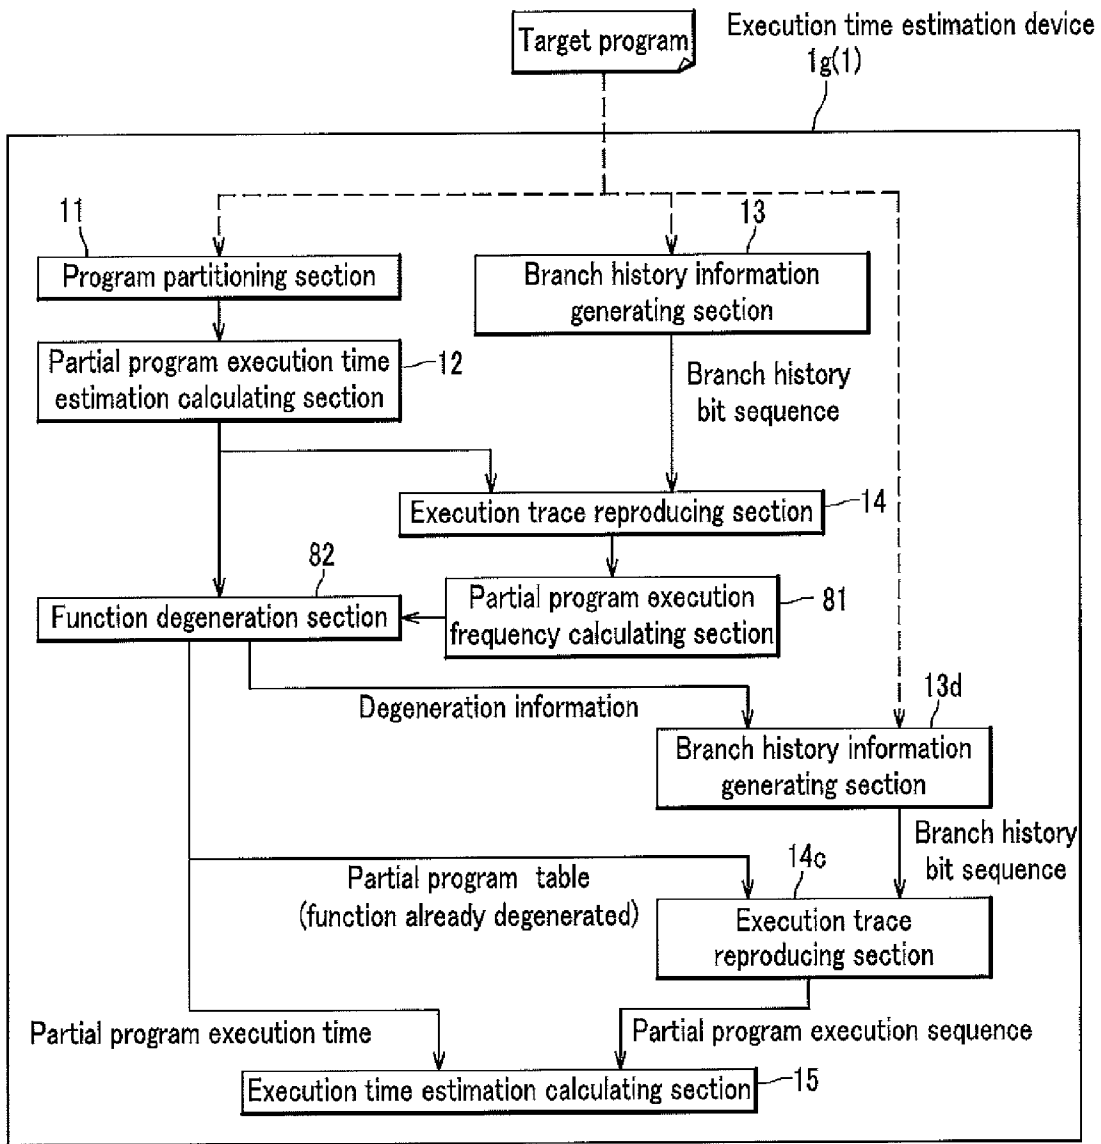 Target program
Execution time estimation device
1g(1)
11
13
Program partitioning section
Branch history information
generating section
Partial program execution time
estimation calculating section
12
Branch history
bit sequence
Execution trace reproducing section
14
82
Function degeneration section
Partial program execution
frequency calculating section
81
Degeneration information
13d
Branch history information
generating section
Branch history
bit sequence
14c
Partial program table
(function already degenerated)
Execution trace
reproducing section
Partial program execution time
Partial program execution sequence
Execution time estimation calculating section
15